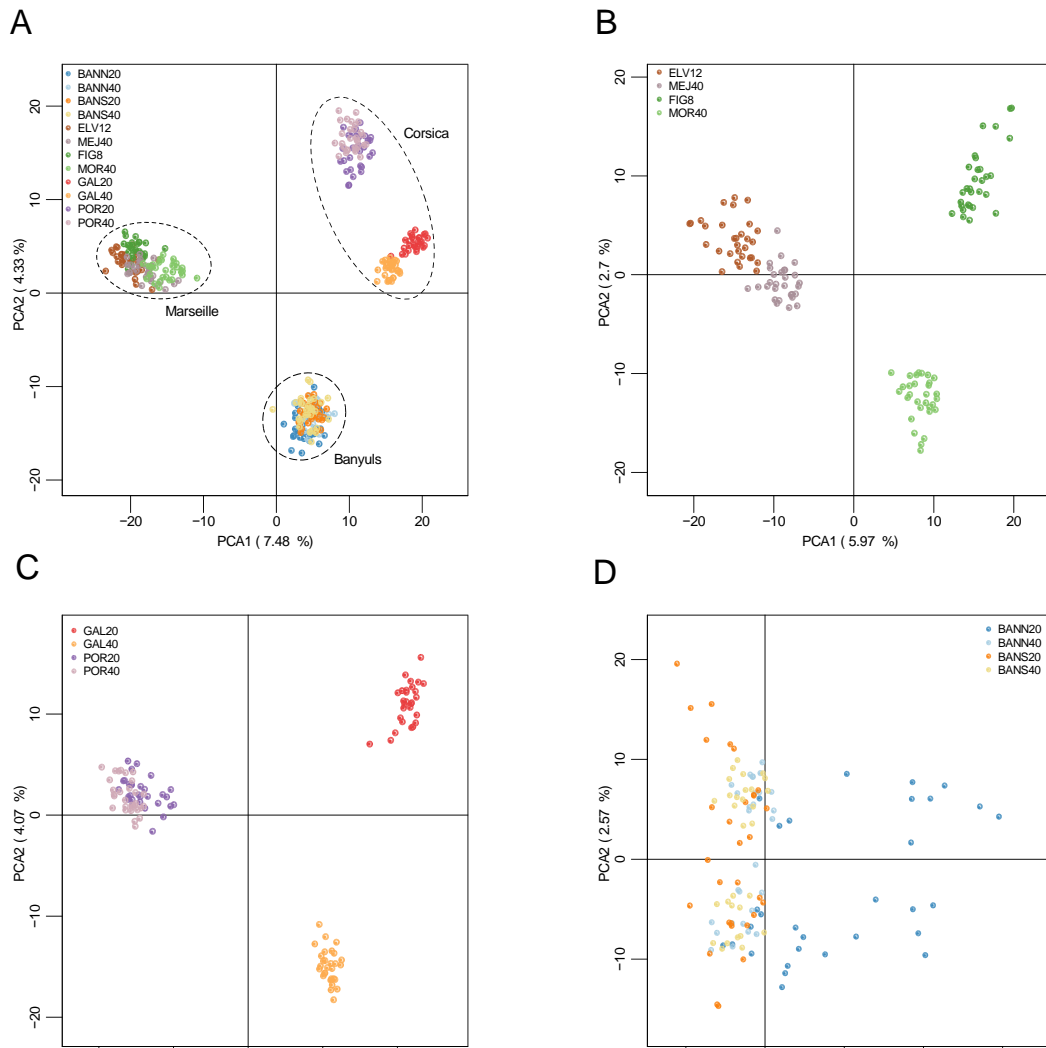 A
BANN20
BANN40
BANS20
BANS40
ELV12
MEJ40
FIG8
MOR40
GAL20
GAL40
POR20
POR40
Corsica
Marseille
Banyuls
20
10
0
−10
−20
PCA2 ( 4.33 %)
−20 −10 0 10 20
PCA1 ( 7.48 %)
B
ELV12
MEJ40
FIG8
MOR40
20
10
0
−10
−20
PCA2 ( 2.7 %)
−20 −10 0 10 20
PCA1 ( 5.97 %)
C
GAL20
GAL40
POR20
POR40
10
0
−10
−20
PCA2 ( 4.07 %)
D
BANN20
BANN40
BANS20
BANS40
20
10
0
−10
PCA2 ( 2.57 %)